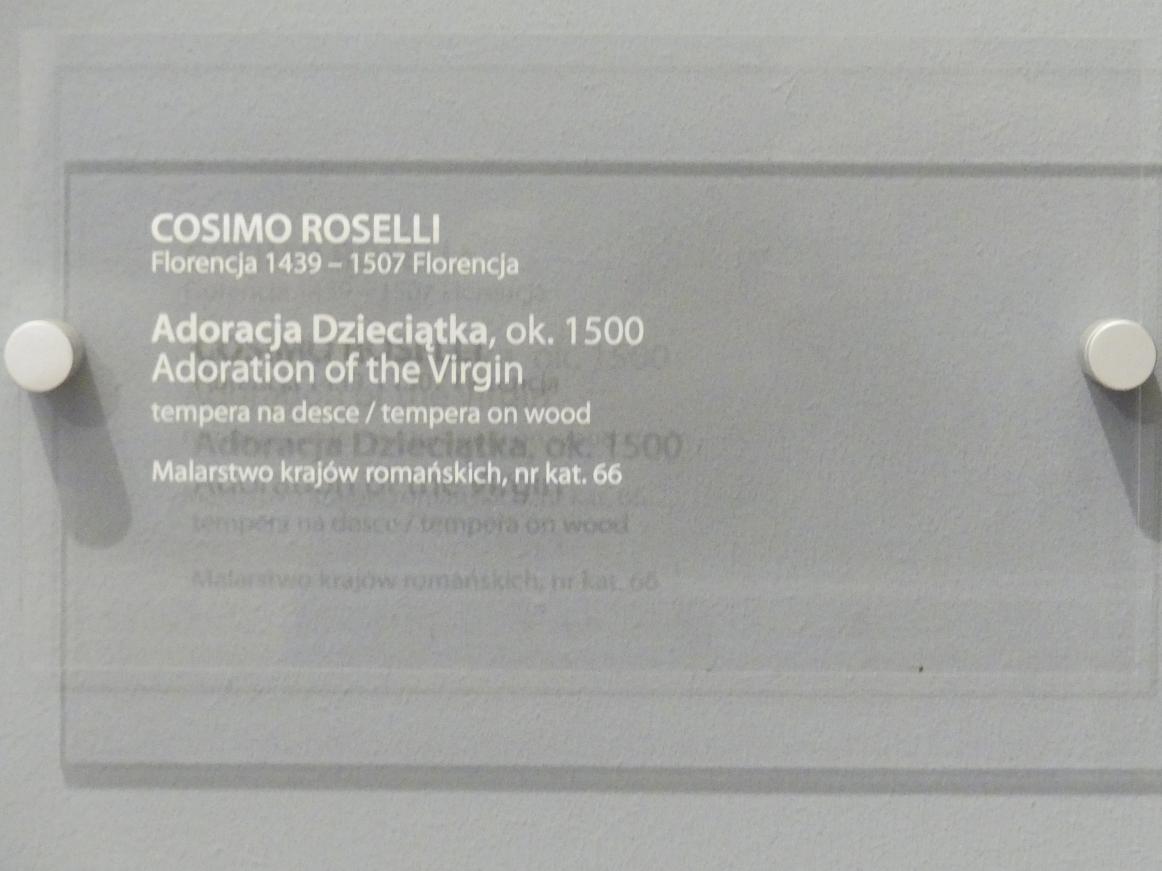 COSIMO ROSELLI
Florencja 1439 – 1507 Florencja
Adoracja Dzieciątka, ok. 1500
Adoration of the Virgin
tempera na desce / tempera on wood
Malarstwo krajów romańskich, nr kat. 66